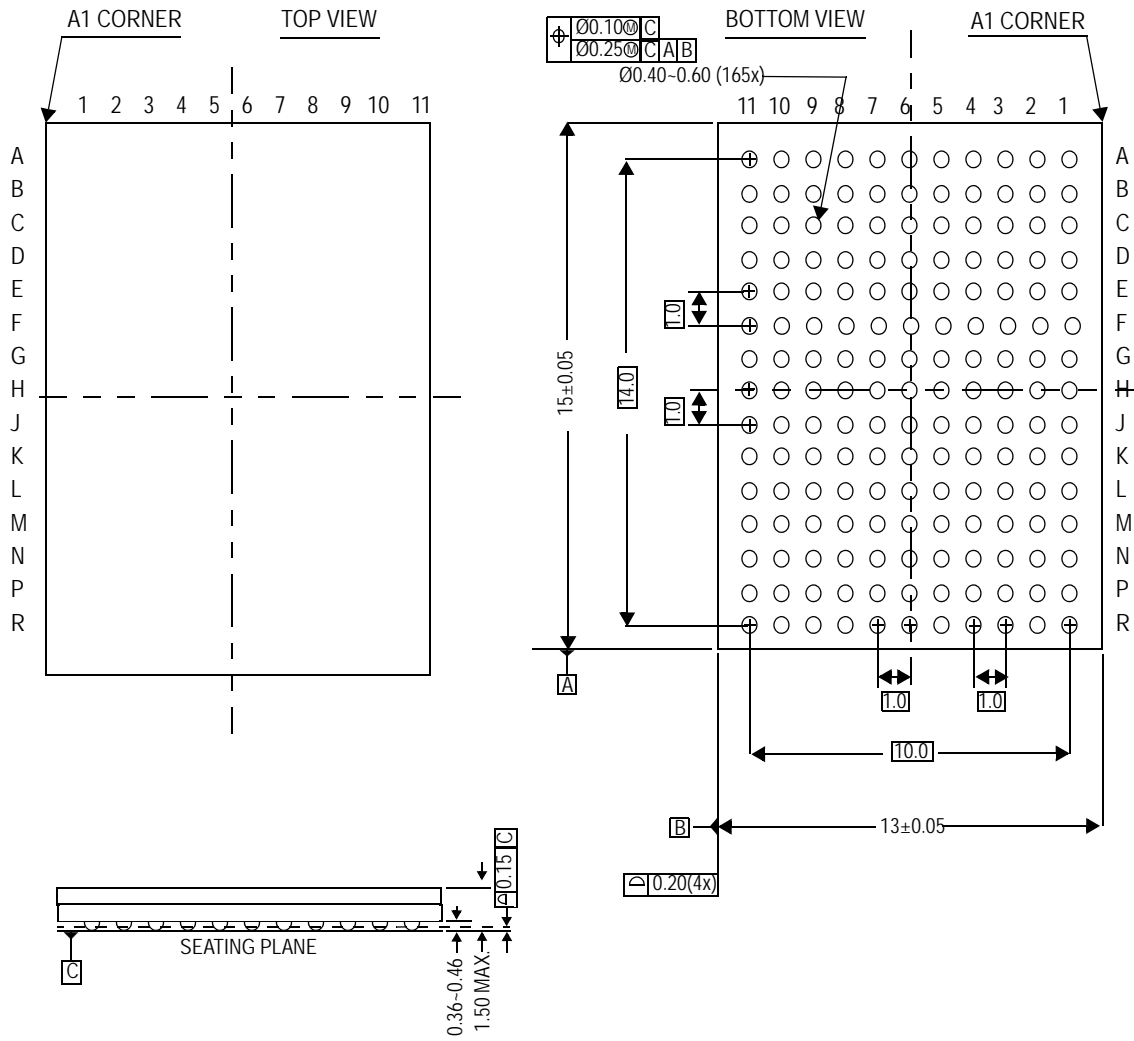 A1 CORNER
TOP VIEW
1 2 3 4 5 6 7 8 9 10 11
A
B
C
D
E
F
G
H
J
K
L
M
N
P
R
Ø0.10Ⓜ C
Ø0.25Ⓜ C A B
BOTTOM VIEW
A1 CORNER
Ø0.40~0.60 (165x)
11 10 9 8 7 6 5 4 3 2 1
A
B
C
D
E
F
G
H
J
K
L
M
N
P
R
15±0.05
14.0
1.0
1.0
A
1.0
1.0
10.0
B
13±0.05
0.20(4x)
0.15 C
SEATING PLANE
C
0.36~0.46
1.50 MAX.